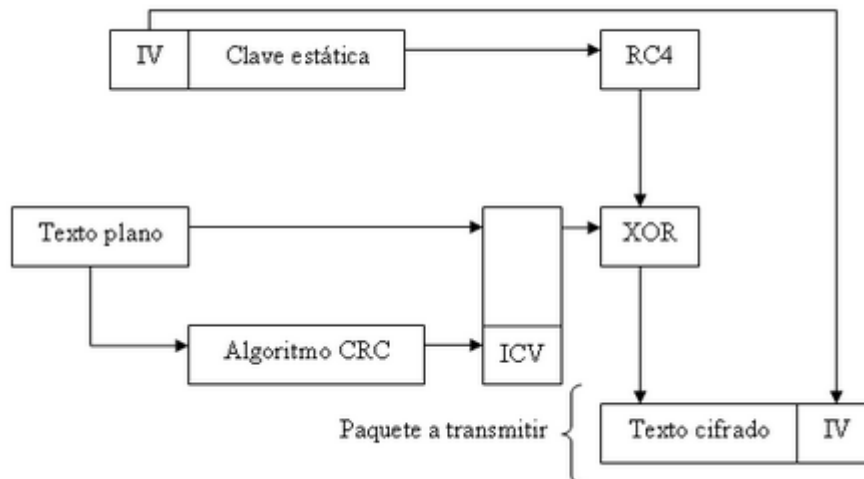 IV
Clave estática
RC4
Texto plano
XOR
Algoritmo CRC
ICV
Paquete a transmitir
Texto cifrado
IV